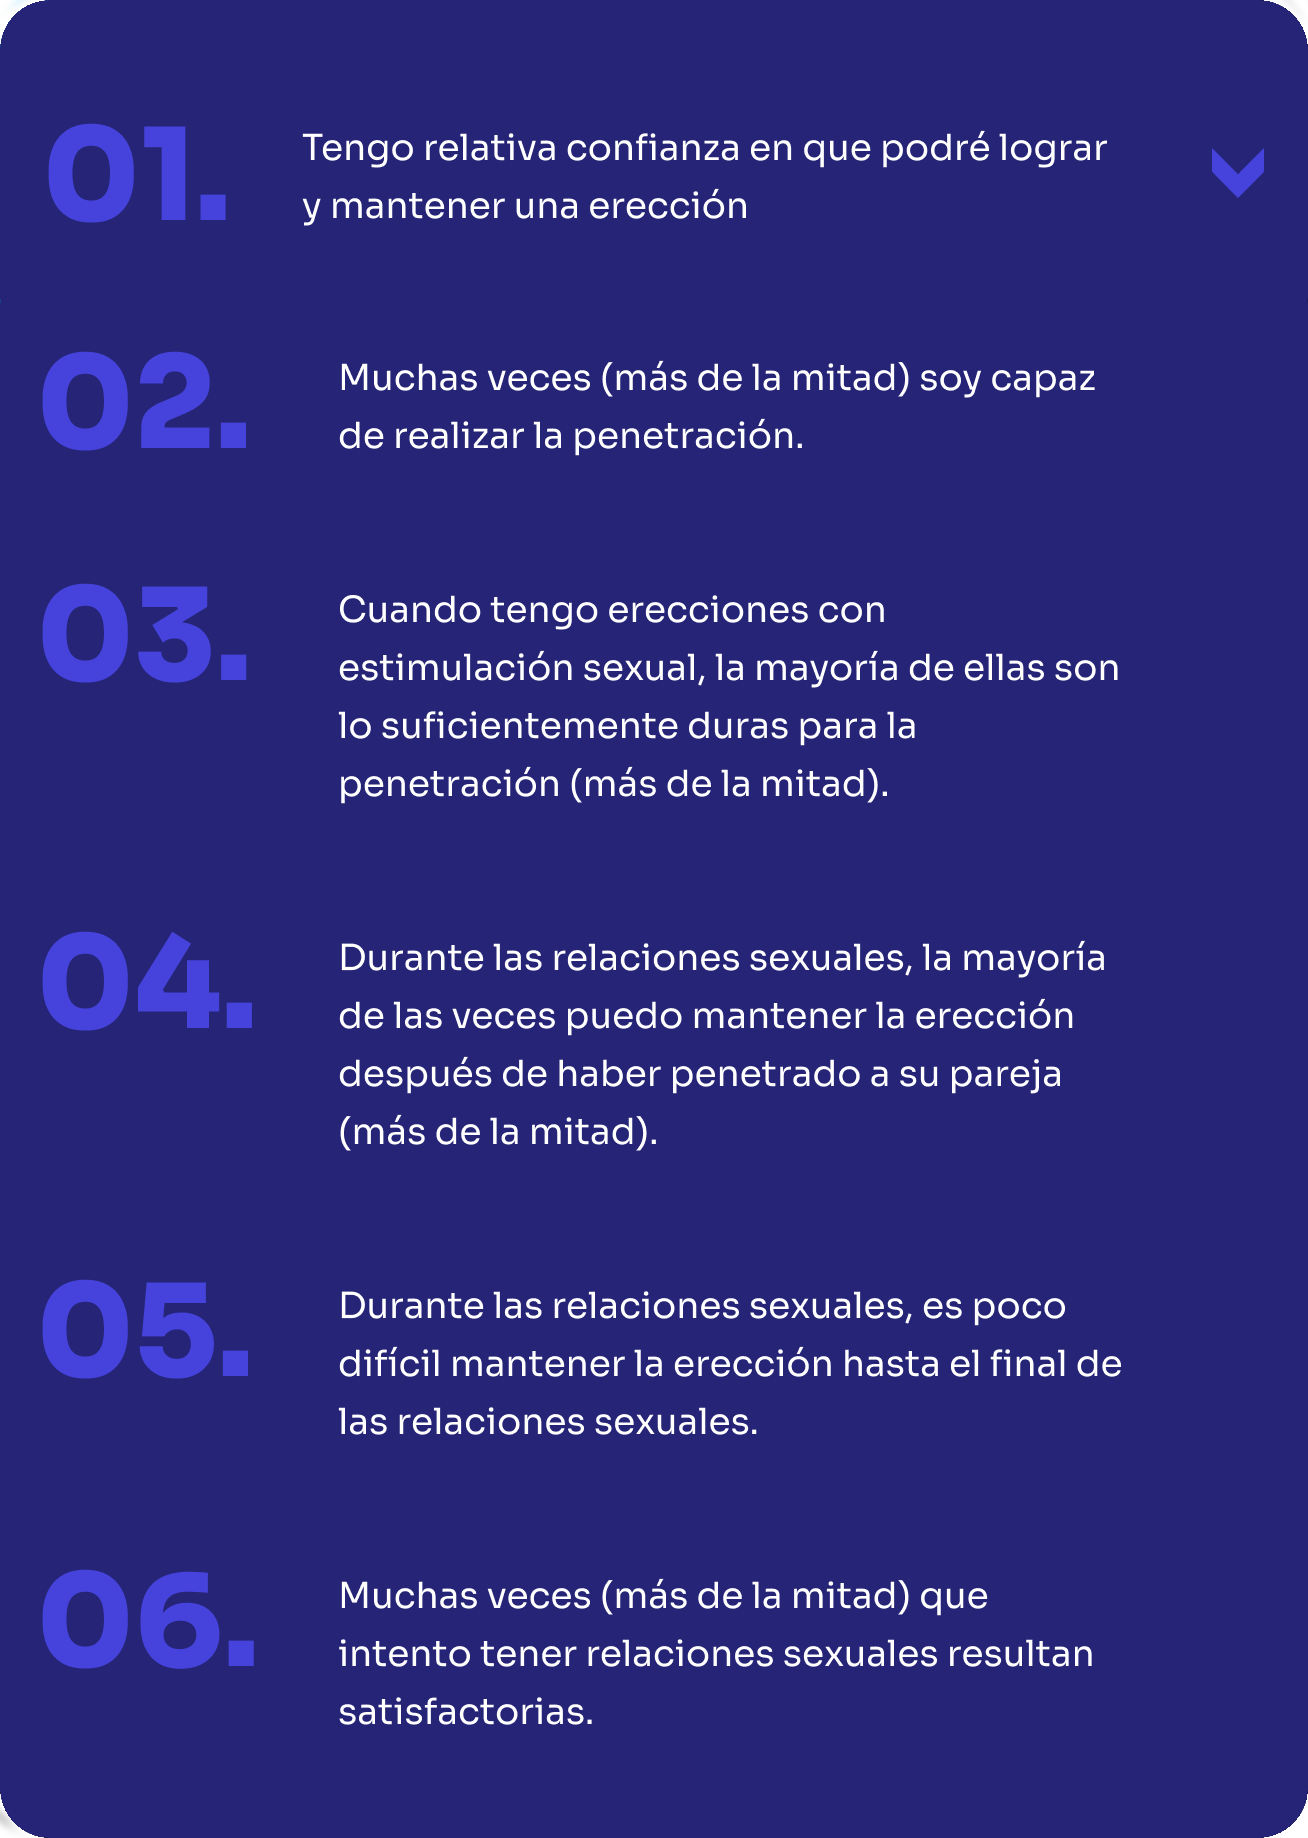 01.
Tengo relativa confianza en que podré lograr
y mantener una erección
02.
Muchas veces (más de la mitad) soy capaz
de realizar la penetración.
03.
Cuando tengo erecciones con
estimulación sexual, la mayoría de ellas son
lo suficientemente duras para la
penetración (más de la mitad).
04.
Durante las relaciones sexuales, la mayoría
de las veces puedo mantener la erección
después de haber penetrado a su pareja
(más de la mitad).
05.
Durante las relaciones sexuales, es poco
difícil mantener la erección hasta el final de
las relaciones sexuales.
06.
Muchas veces (más de la mitad) que
intento tener relaciones sexuales resultan
satisfactorias.